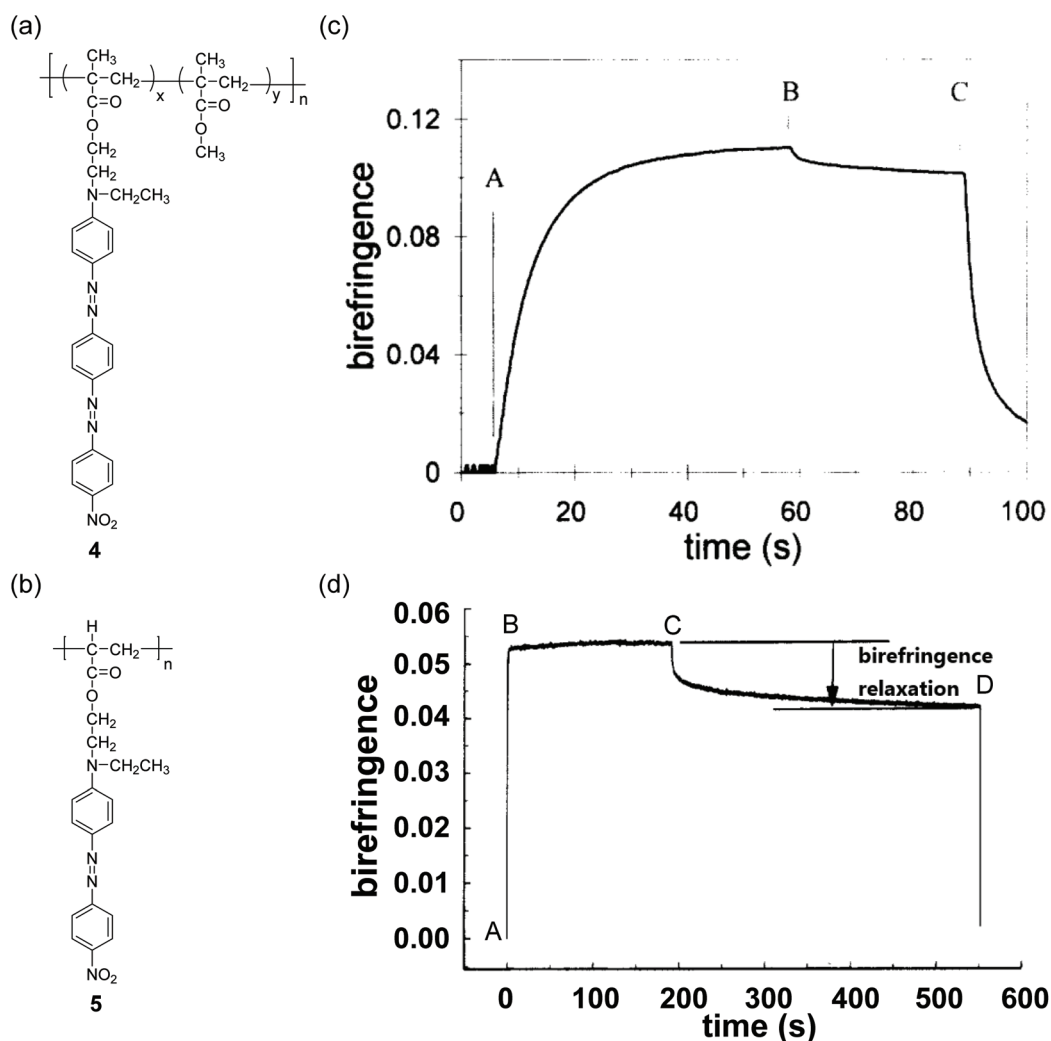 (a)
CH3
C
CH2
x
C=O
O
CH2
CH2
N
CH2CH3
N
N
N
N
NO2
4
CH3
C
CH2
y
n
C=O
O
CH3
(b)
H
C
CH2
n
C=O
O
CH2
CH2
N
CH2CH3
N
N
NO2
5
(c)
birefringence
0.12
0.08
0.04
0
A
B
C
0 20 40 60 80 100
time (s)
(d)
birefringence
0.06
0.05
0.04
0.03
0.02
0.01
0.00
A
B
C
birefringence
relaxation
D
0 100 200 300 400 500 600
time (s)